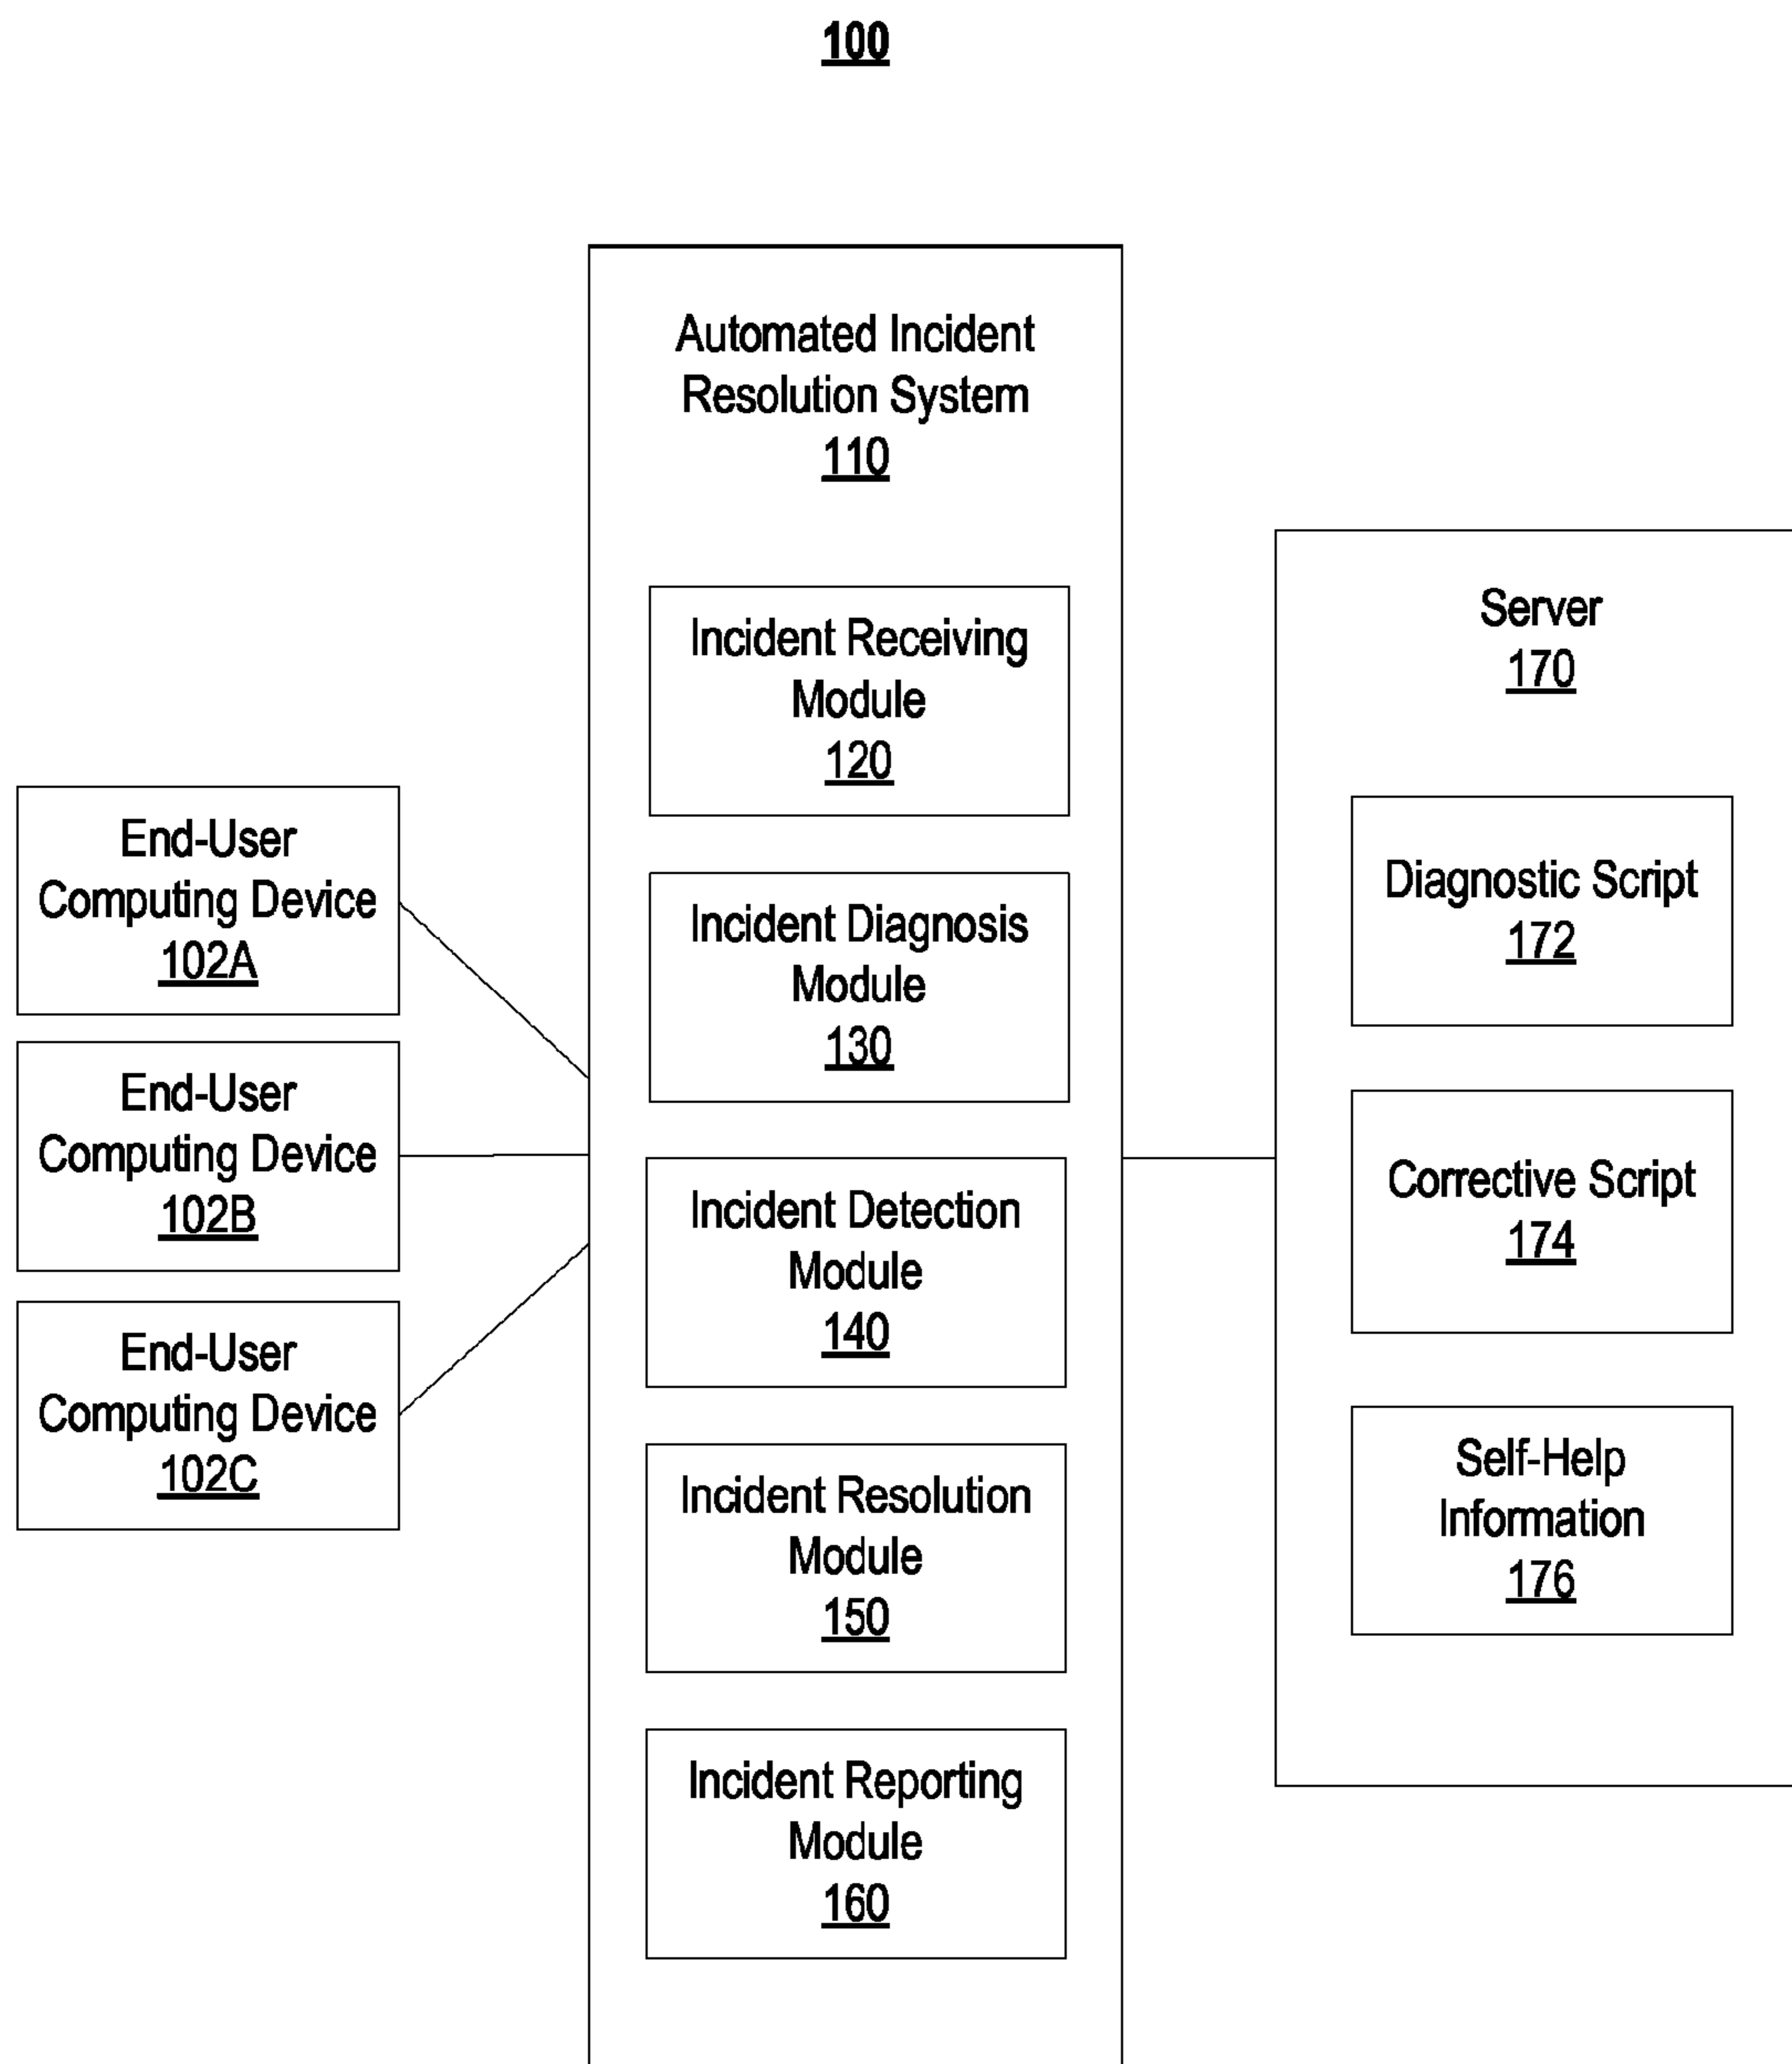 100
Automated Incident
Resolution System
110
Incident Receiving
Module
120
Incident Diagnosis
Module
130
Incident Detection
Module
140
Incident Resolution
Module
150
Incident Reporting
Module
160
End-User
Computing Device
102A
End-User
Computing Device
102B
End-User
Computing Device
102C
Server
170
Diagnostic Script
172
Corrective Script
174
Self-Help
Information
176